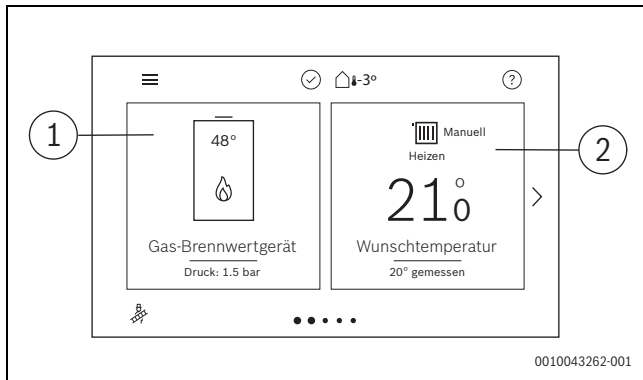 -3°
?
1
48°
Gas-Brennwertgerät
Druck: 1.5 bar
Manuell
Heizen
21°0
Wunschtemperatur
20° gemessen
>
2
0010043262-001